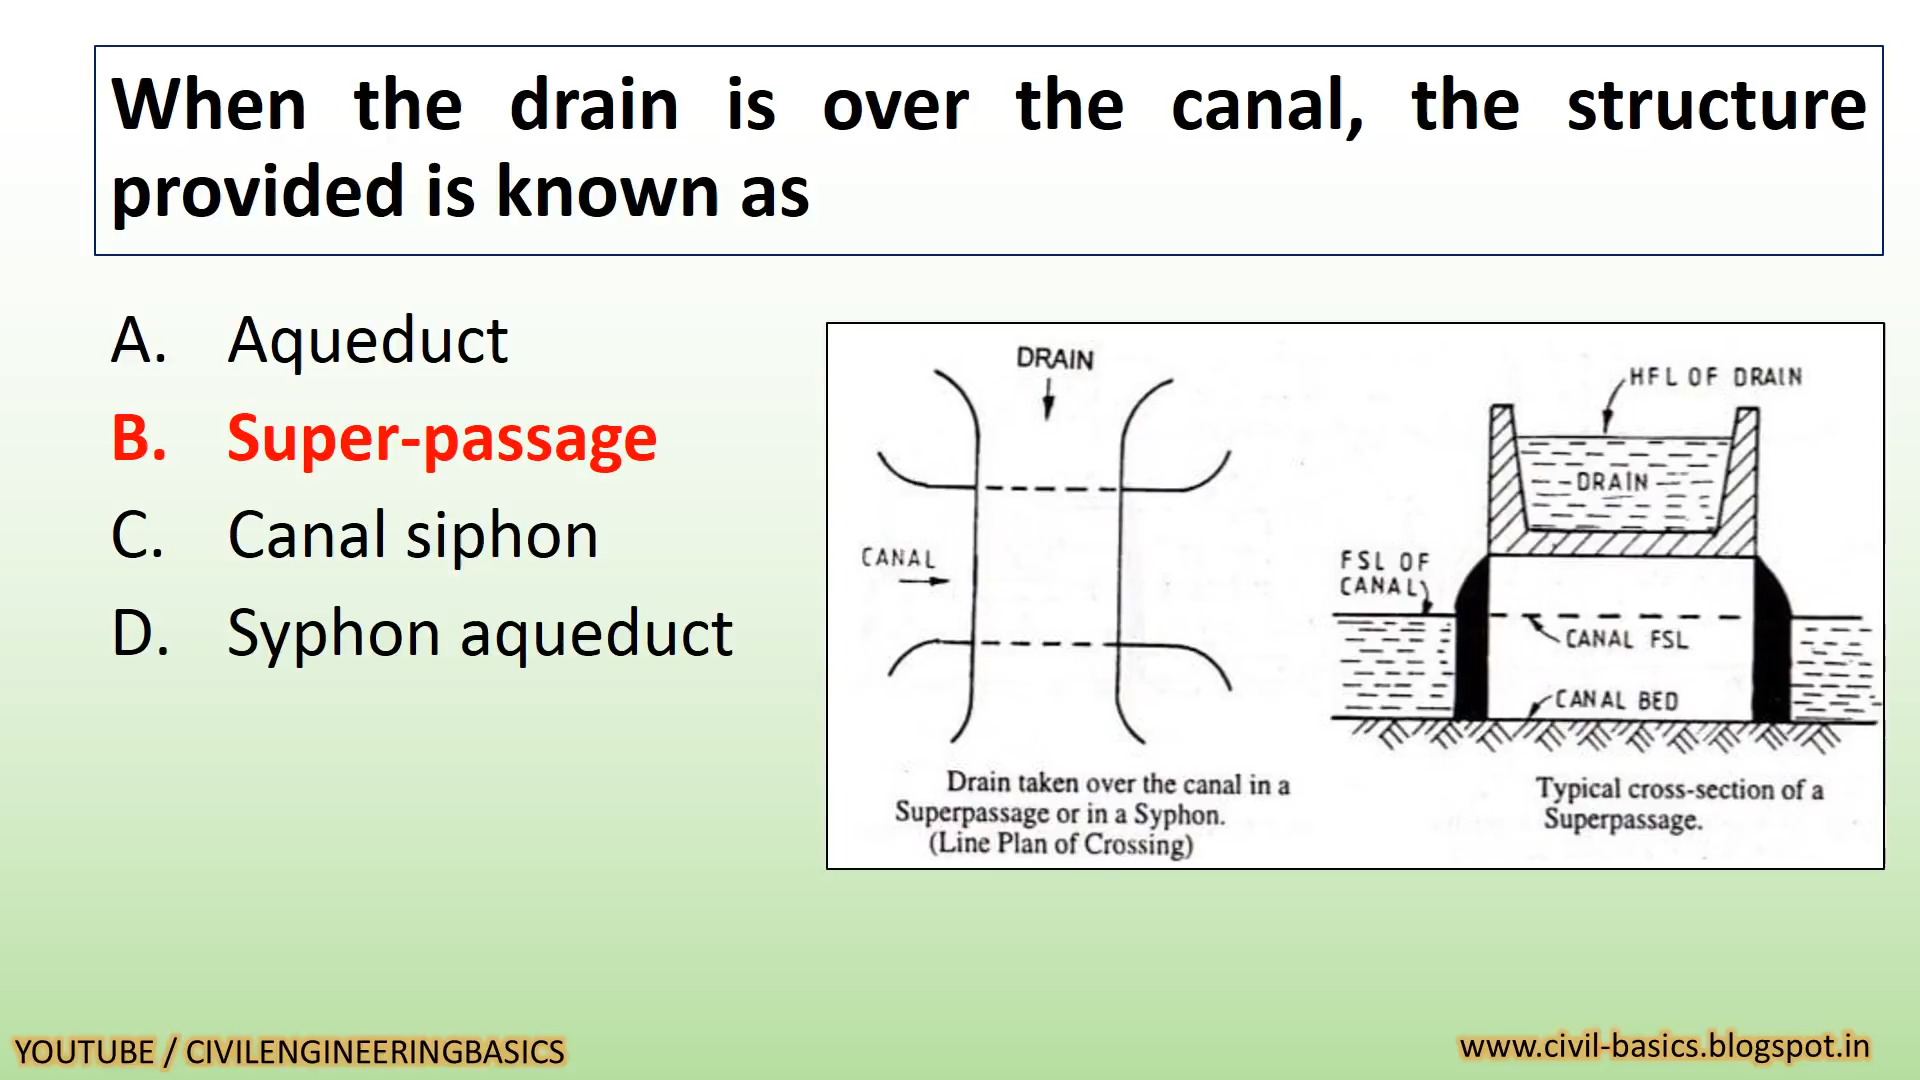 When the drain is over the canal, the structure
provided is known as
A. Aqueduct
B. Super-passage
C. Canal siphon
D. Syphon aqueduct
DRAIN
CANAL
Drain taken over the canal in a
Superpassage or in a Syphon.
(Line Plan of Crossing)
HFL OF DRAIN
DRAIN
FSL OF
CANAL
CANAL FSL
CANAL BED
Typical cross-section of a
Superpassage.
YOUTUBE / CIVILENGINEERINGBASICS
www.civil-basics.blogspot.in